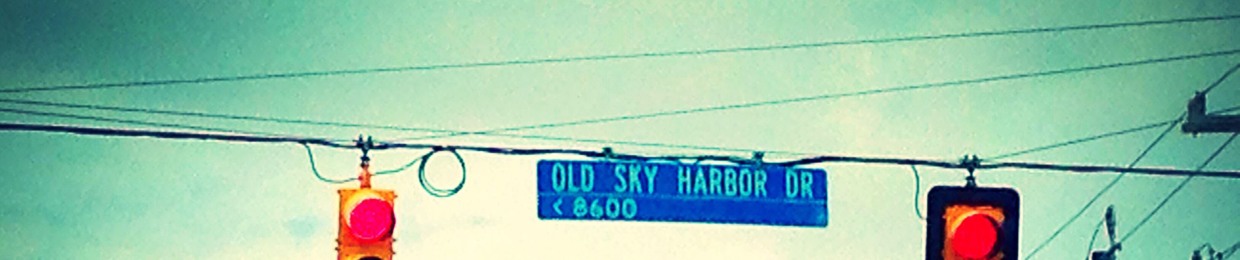 OLD SKY HARBOR DR
< 8600